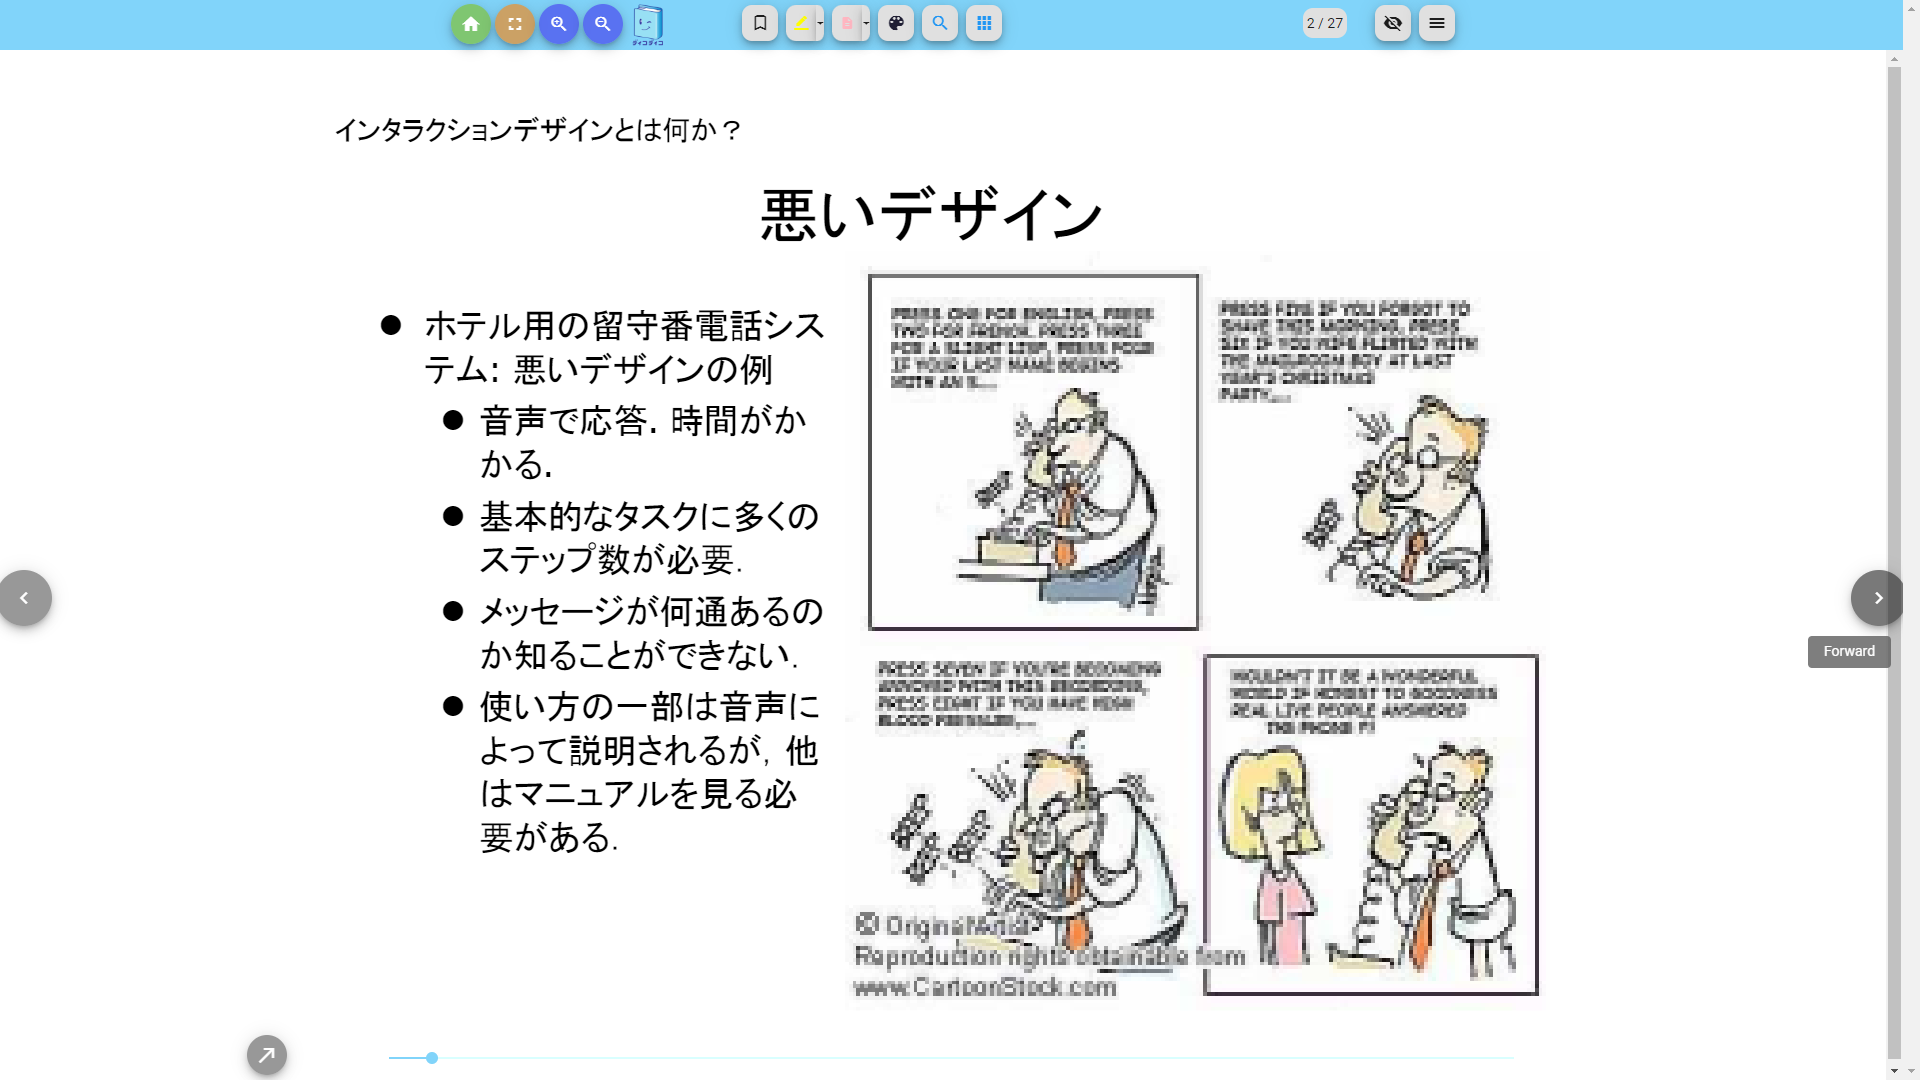 ダィコダィコ
2 / 27
インタラクションデザインとは何か？
悪いデザイン
● ホテル用の留守番電話シス
テム: 悪いデザインの例
● 音声で応答. 時間がか
かる.
● 基本的なタスクに多くの
ステップ数が必要.
● メッセージが何通あるの
か知ることができない.
● 使い方の一部は音声に
よって説明されるが, 他
はマニュアルを見る必
要がある.
PRESS ONE FOR ENGLISH, PRESS
TWO FOR FRENCH, PRESS THREE
FOR A SLIGHT LISP, PRESS FOUR
IF YOUR LAST NAME BEGINS
WITH AN S....
PRESS FIVE IF YOU FORGOT TO
SHAVE THIS MORNING, PRESS
SIX IF YOU WERE FLIRTED WITH
THE MAILROOM BOY AT LAST
YEAR'S CHRISTMAS
PARTY....
PRESS SEVEN IF YOU'RE BECOMING
ANNOYED WITH THIS RECORDING,
PRESS EIGHT IF YOU HAVE HIGH
BLOOD PRESSURE....
WOULDN'T IT BE A WONDERFUL
WORLD IF HONEST TO GOODNESS
REAL LIVE PEOPLE ANSWERED
THE PHONE ?!
© Original Artist
Reproduction rights obtainable from
www.CartoonStock.com
Forward